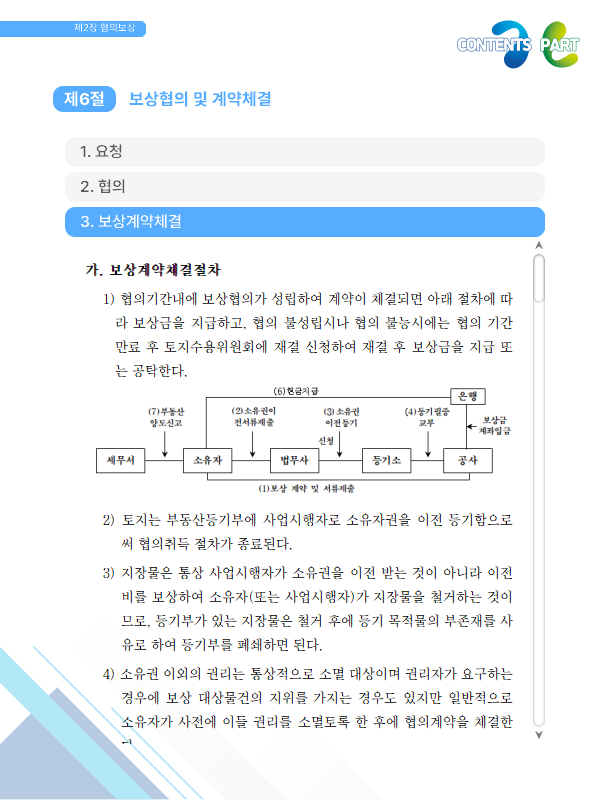 제2장 협의보상
CONTENTS PART
제6절 보상협의 및 계약체결
1. 요청
2. 협의
3. 보상계약체결
가. 보상계약체결절차
1) 협의기간내에 보상협의가 성립하여 계약이 체결되면 아래 절차에 따
라 보상금을 지급하고, 협의 불성립시나 협의 불능시에는 협의 기간
만료 후 토지수용위원회에 재결 신청하여 재결 후 보상금을 지급 또
는 공탁한다.
(6)현금지급
은행
(7)부동산
양도신고
(2)소유권이
전서류제출
(3)소유권
이전등기
신청
(4)등기필증
교부
보상금
계좌입금
세무서
소유자
법무사
등기소
공사
(1)보상 계약 및 서류제출
2) 토지는 부동산등기부에 사업시행자로 소유자권을 이전 등기함으로
써 협의취득 절차가 종료된다.
3) 지장물은 통상 사업시행자가 소유권을 이전 받는 것이 아니라 이전
비를 보상하여 소유자(또는 사업시행자)가 지장물을 철거하는 것이
므로, 등기부가 있는 지장물은 철거 후에 등기 목적물의 부존재를 사
유로 하여 등기부를 폐쇄하면 된다.
4) 소유권 이외의 권리는 통상적으로 소멸 대상이며 권리자가 요구하는
경우에 보상 대상물건의 지위를 가지는 경우도 있지만 일반적으로
소유자가 사전에 이들 권리를 소멸토록 한 후에 협의계약을 체결한